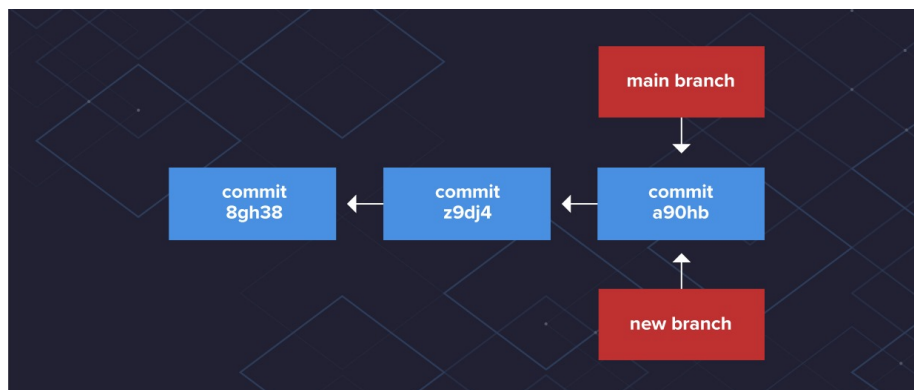 main branch
commit
8gh38
commit
z9dj4
commit
a90hb
new branch